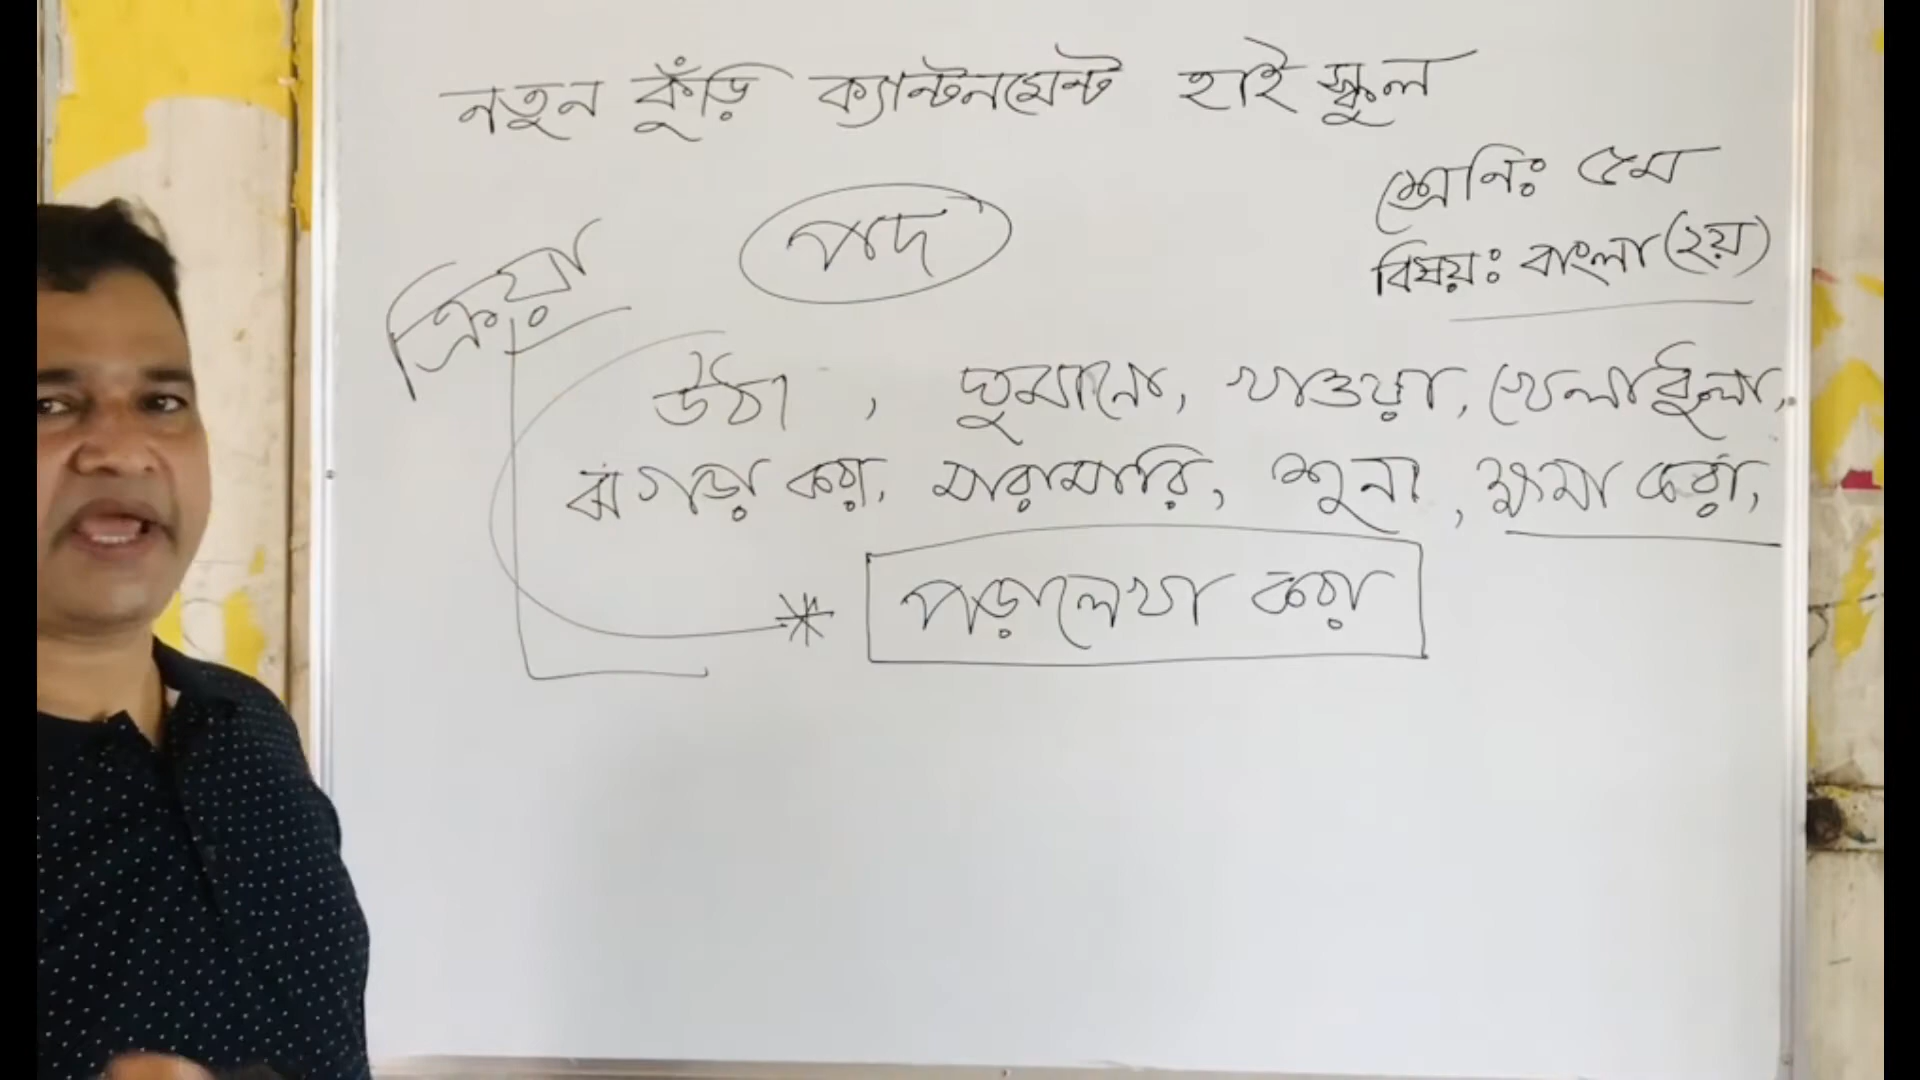 নতুন কুঁড়ি ক্যান্টনমেন্ট হাই স্কুল
শ্রেনিঃ ৫ম
বিষয়ঃ বাংলা (২য়)
পদ
ক্রিয়া
উঠা , ঘুমানো, খাওয়া, খেলাধুলা,
ঝগড়া করা, মারামারি, শুনা, ক্ষমা করা,
* পড়ালেখা করা